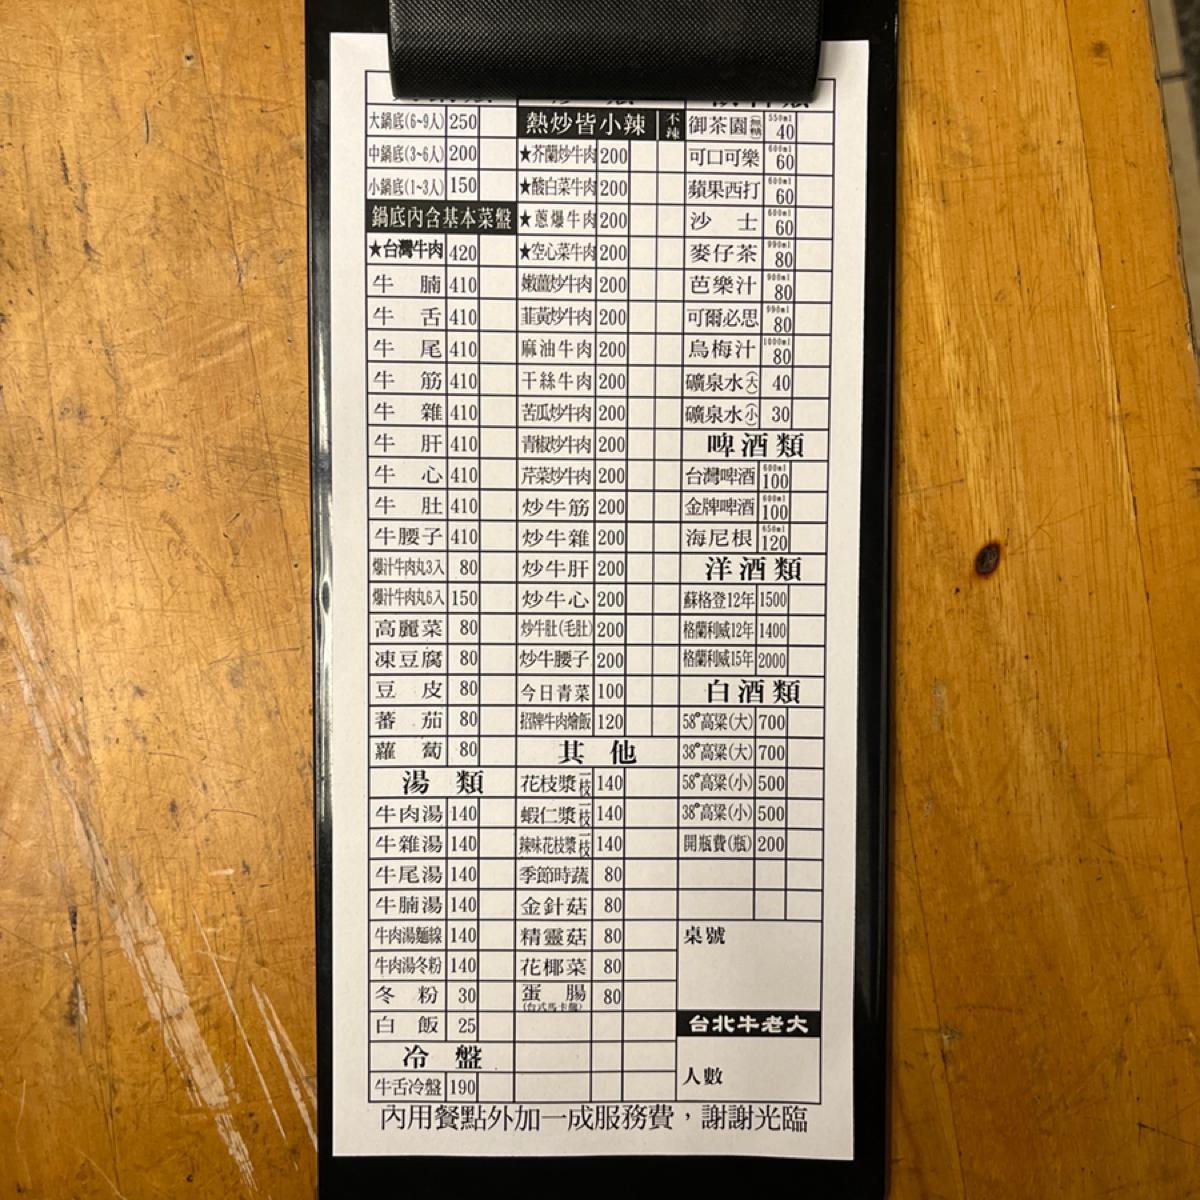 大鍋底(6~9人) 250
中鍋底(3~6人) 200
小鍋底(1~3人) 150
鍋底內含基本菜盤
★台灣牛肉 420
牛腩 410
牛舌 410
牛尾 410
牛筋 410
牛雜 410
牛肝 410
牛心 410
牛肚 410
牛腰子 410
爆汁牛肉丸3入 80
爆汁牛肉丸6入 150
高麗菜 80
凍豆腐 80
豆皮 80
蕃茄 80
蘿蔔 80
湯類
牛肉湯 140
牛雜湯 140
牛尾湯 140
牛腩湯 140
牛肉湯麵線 140
牛肉湯冬粉 140
冬粉 30
白飯 25
冷盤
牛舌冷盤 190
熱炒皆小辣 不辣
★芥蘭炒牛肉 200
★酸白菜牛肉 200
★蔥爆牛肉 200
★空心菜牛肉 200
嫩薑炒牛肉 200
韮黃炒牛肉 200
麻油牛肉 200
干絲牛肉 200
苦瓜炒牛肉 200
青椒炒牛肉 200
芹菜炒牛肉 200
炒牛筋 200
炒牛雜 200
炒牛肝 200
炒牛心 200
炒牛肚(毛肚) 200
炒牛腰子 200
今日青菜 100
招牌牛肉燴飯 120
其他
花枝漿一枝 140
蝦仁漿一枝 140
辣味花枝漿一枝 140
季節時蔬 80
金針菇 80
精靈菇 80
花椰菜 80
蛋腸 80
(台式馬卡龍)
御茶園(無糖) 550ml 40
可口可樂 600ml 60
蘋果西打 600ml 60
沙士 600ml 60
麥仔茶 990ml 80
芭樂汁 900ml 80
可爾必思 990ml 80
烏梅汁 1000ml 80
礦泉水(大) 40
礦泉水(小) 30
啤酒類
台灣啤酒 600ml 100
金牌啤酒 600ml 100
海尼根 650ml 120
洋酒類
蘇格登12年 1500
格蘭利威12年 1400
格蘭利威15年 2000
白酒類
58°高粱(大) 700
38°高粱(大) 700
58°高粱(小) 500
38°高粱(小) 500
開瓶費(瓶) 200
桌號
台北牛老大
人數
內用餐點外加一成服務費，謝謝光臨